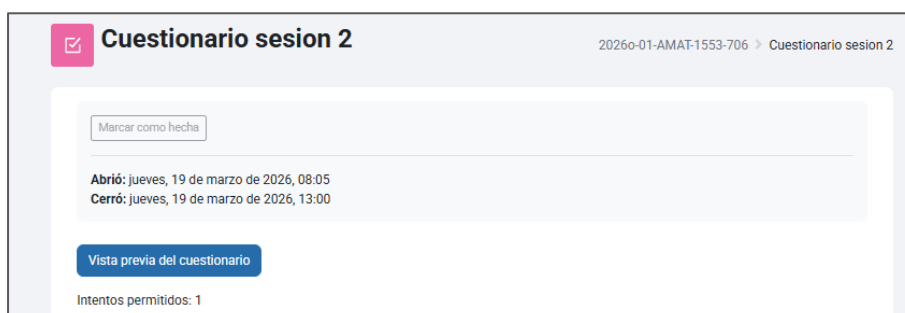 Cuestionario sesion 2
2026o-01-AMAT-1553-706 > Cuestionario sesion 2
Marcar como hecha
Abrió: jueves, 19 de marzo de 2026, 08:05
Cerró: jueves, 19 de marzo de 2026, 13:00
Vista previa del cuestionario
Intentos permitidos: 1